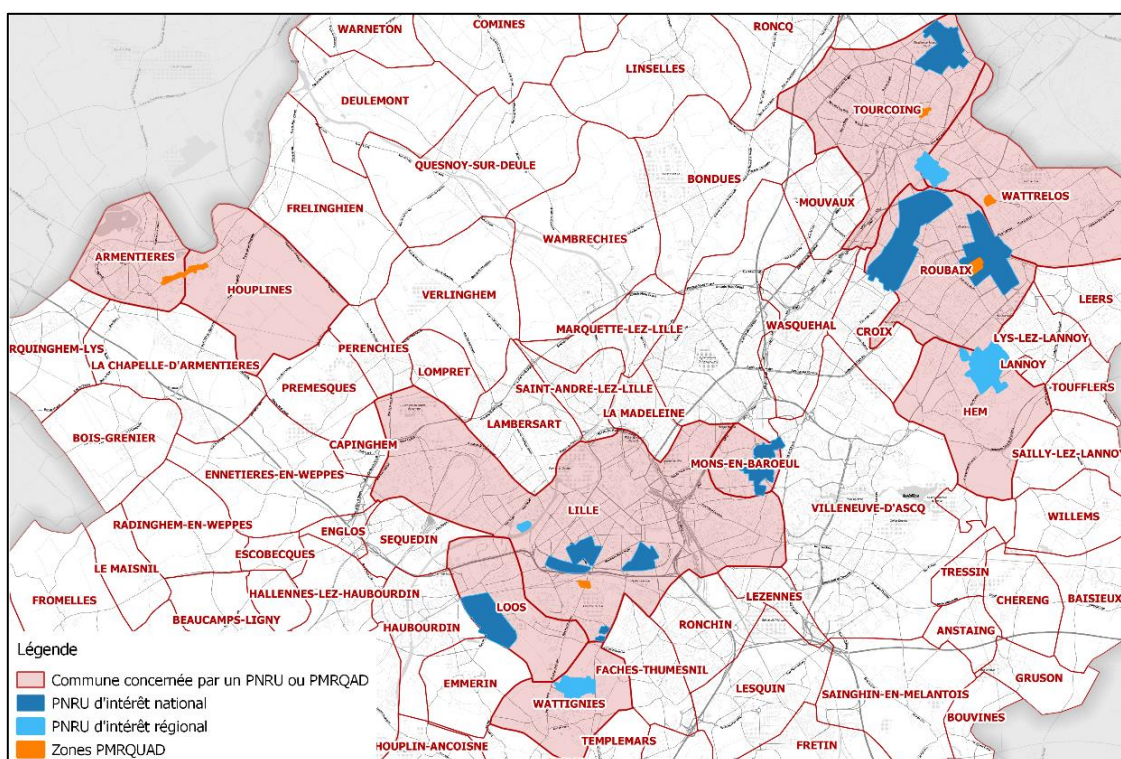 WARNETON
COMINES
RONCQ
LINSELLES
DEULEMONT
TOURCOING
QUESNOY-SUR-DEULE
BONDUES
WATTRELOS
MOUVAUX
FRELINGHIEN
WAMBRECHIES
ARMENTIERES
ROUBAIX
HOUPLINES
VERLINGHEM
LEERS
MARQUETTE-LEZ-LILLE
WASQUEHAL
CROIX
LYS-LEZ-LANNOY
RQUINGHEM-LYS
PERENCHIES
LA CHAPELLE-D'ARMENTIERES
LOMPRET
LANNOY
PREMESQUES
SAINT-ANDRE-LEZ-LILLE
TOUFFLERS
LA MADELEINE
HEM
LAMBERSART
BOIS-GRENIER
CAPINGHEM
SAILLY-LEZ-LANNOY
MONS-EN-BAROEUL
ENNETIERES-EN-WEPPES
VILLENEUVE-D'ASCQ
LILLE
WILLEMS
RADINGHEM-EN-WEPPES
ENGLOS
SEQUEDIN
ESCOBECQUES
LE MAISNIL
TRESSIN
HALLENNES-LEZ-HAUBOURDIN
LEZENNES
CHERENG
BAISIEUX
FROMELLES
LOOS
BEAUCAMPS-LIGNY
HAUBOURDIN
RONCHIN
ANSTAING
FACHES-THUMESNIL
GRUSON
EMMERIN
LESQUIN
SAINGHIN-EN-MELANTOIS
WATTIGNIES
BOUVINES
HOUPLIN-ANCOISNE
TEMPLEMARS
FRETIN
Légende
Commune concernée par un PNRU ou PMRQAD
PNRU d'intérêt national
PNRU d'intérêt régional
Zones PMRQUAD